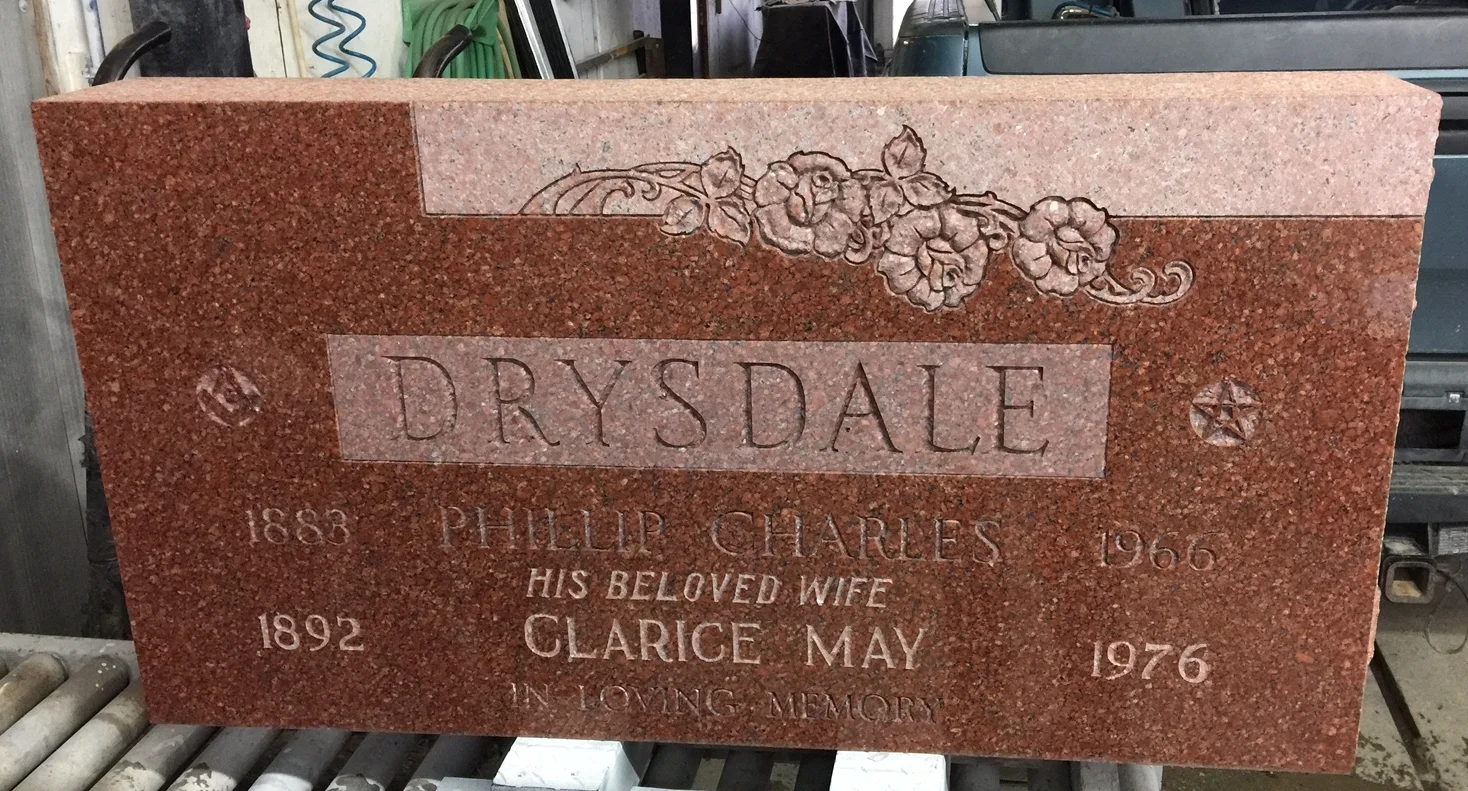 DRYSDALE
1883 PHILLIP CHARLES 1966
HIS BELOVED WIFE
1892 CLARICE MAY 1976
IN LOVING MEMORY